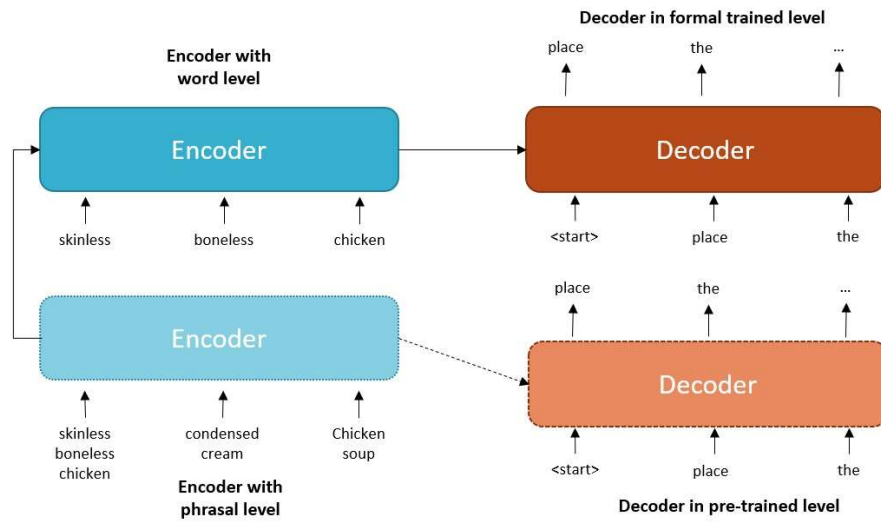 Encoder with
word level
Encoder
skinless boneless chicken
Encoder
skinless
boneless
chicken
condensed
cream
Chicken
soup
Encoder with
phrasal level
Decoder in formal trained level
place the ...
Decoder
<start> place the
place the ...
Decoder
<start> place the
Decoder in pre-trained level